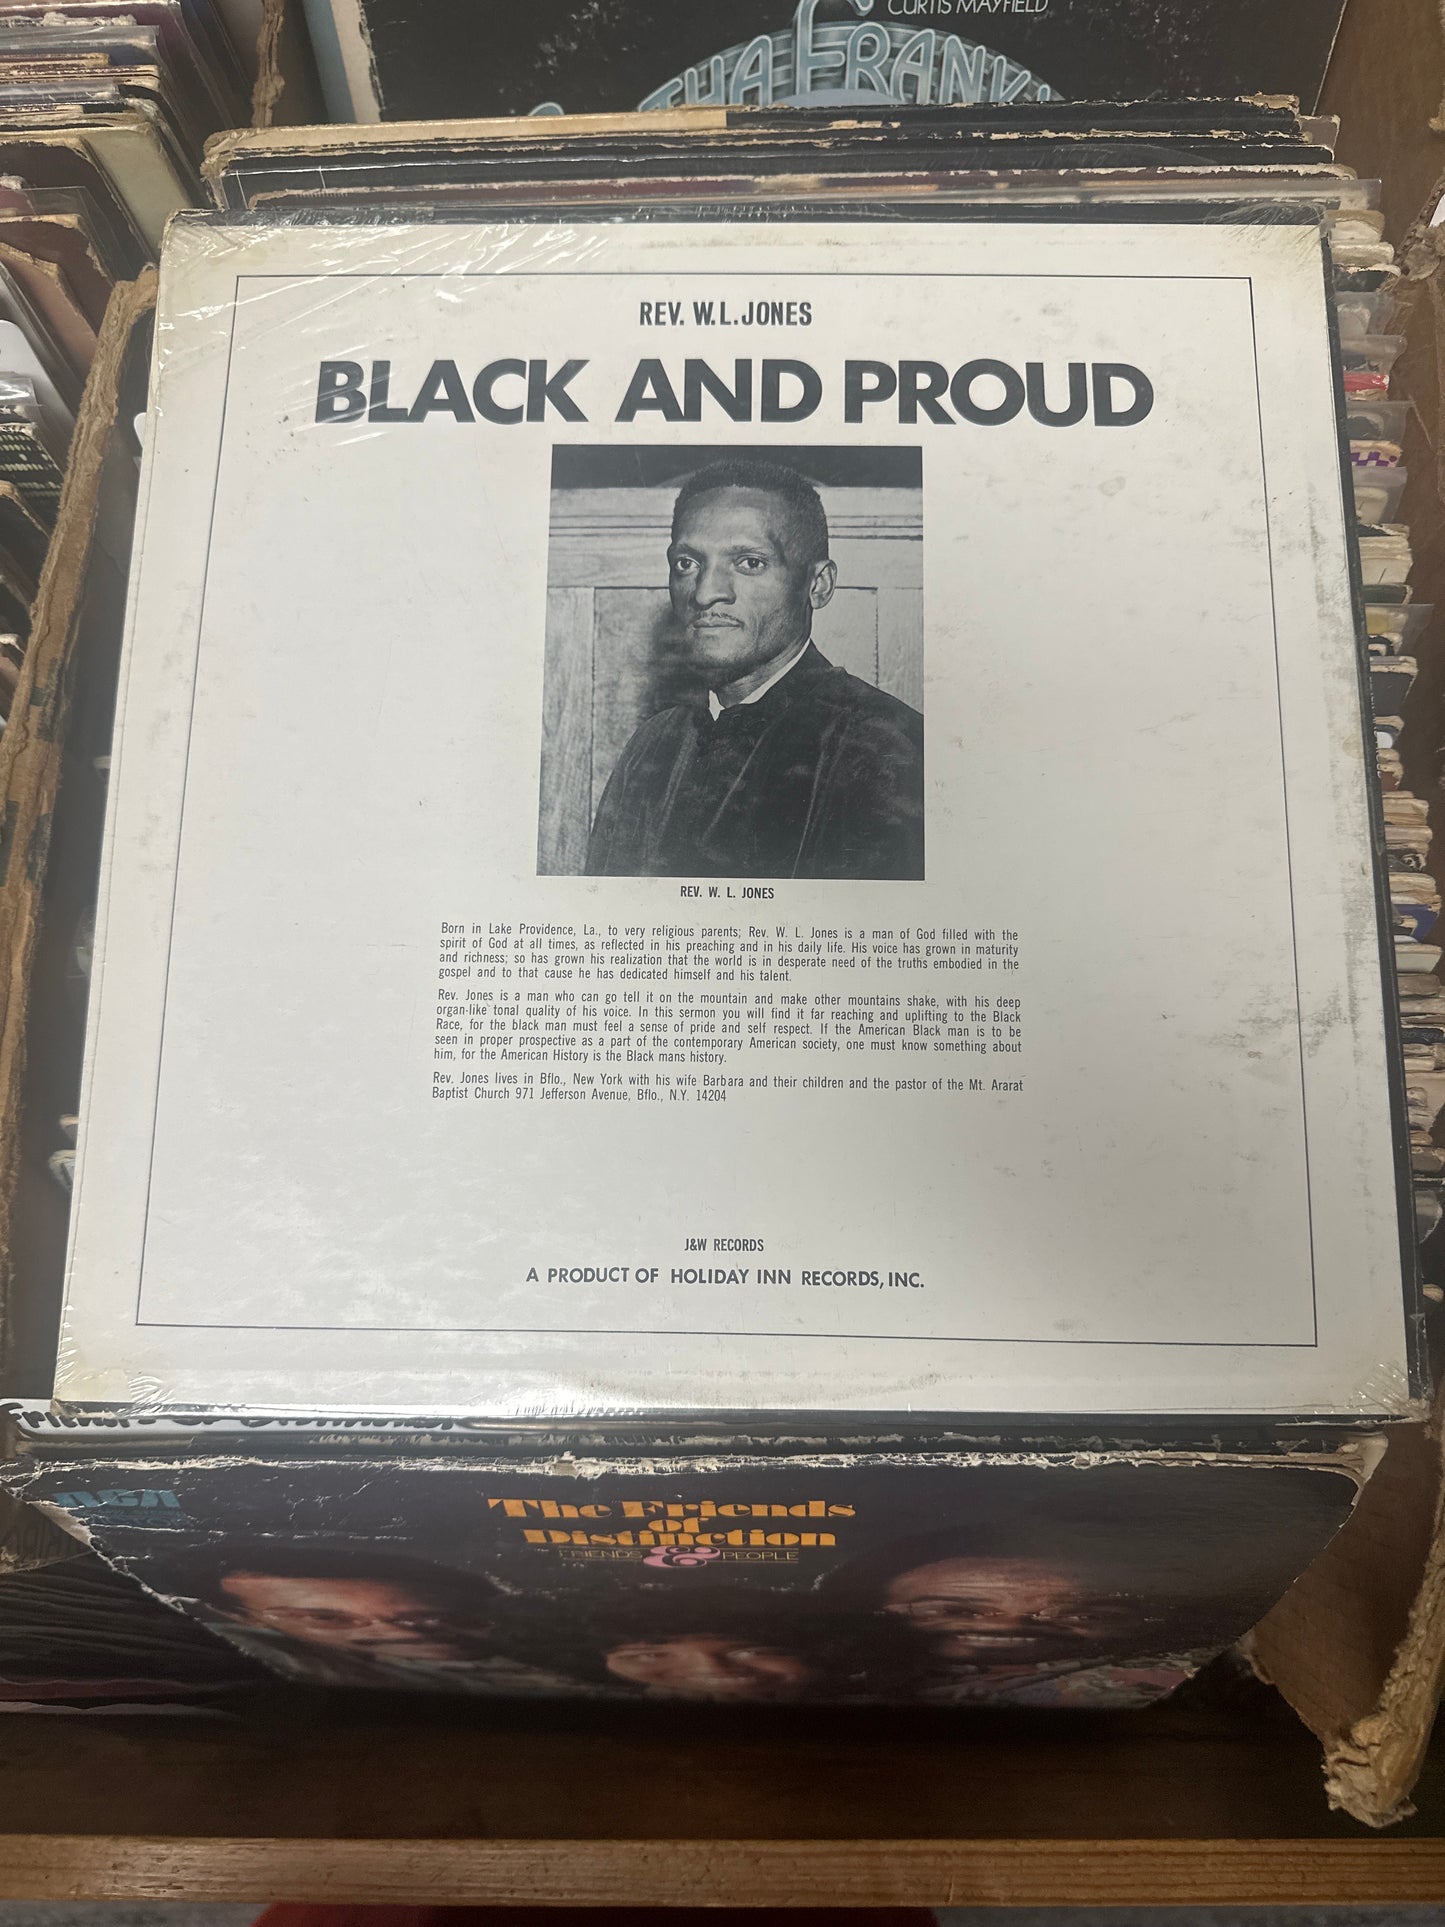 CURTIS MAYFIELD
REV. W.L. JONES
BLACK AND PROUD
REV. W. L. JONES
Born in Lake Providence, La., to very religious parents; Rev. W. L. Jones is a man of God filled with the
spirit of God at all times, as reflected in his preaching and in his daily life. His voice has grown in maturity
and richness; so has grown his realization that the world is in desperate need of the truths embodied in the
gospel and to that cause he has dedicated himself and his talent.
Rev. Jones is a man who can go tell it on the mountain and make other mountains shake, with his deep
organ-like tonal quality of his voice. In this sermon you will find it far reaching and uplifting to the Black
Race, for the black man must feel a sense of pride and self respect. If the American Black man is to be
seen in proper prospective as a part of the contemporary American society, one must know something about
him, for the American History is the Black mans history.
Rev. Jones lives in Bflo., New York with his wife Barbara and their children and the pastor of the Mt. Ararat
Baptist Church 971 Jefferson Avenue, Bflo., N.Y. 14204
J&W RECORDS
A PRODUCT OF HOLIDAY INN RECORDS, INC.
RCA
The Friends
of
Distinction
FRIENDS & PEOPLE